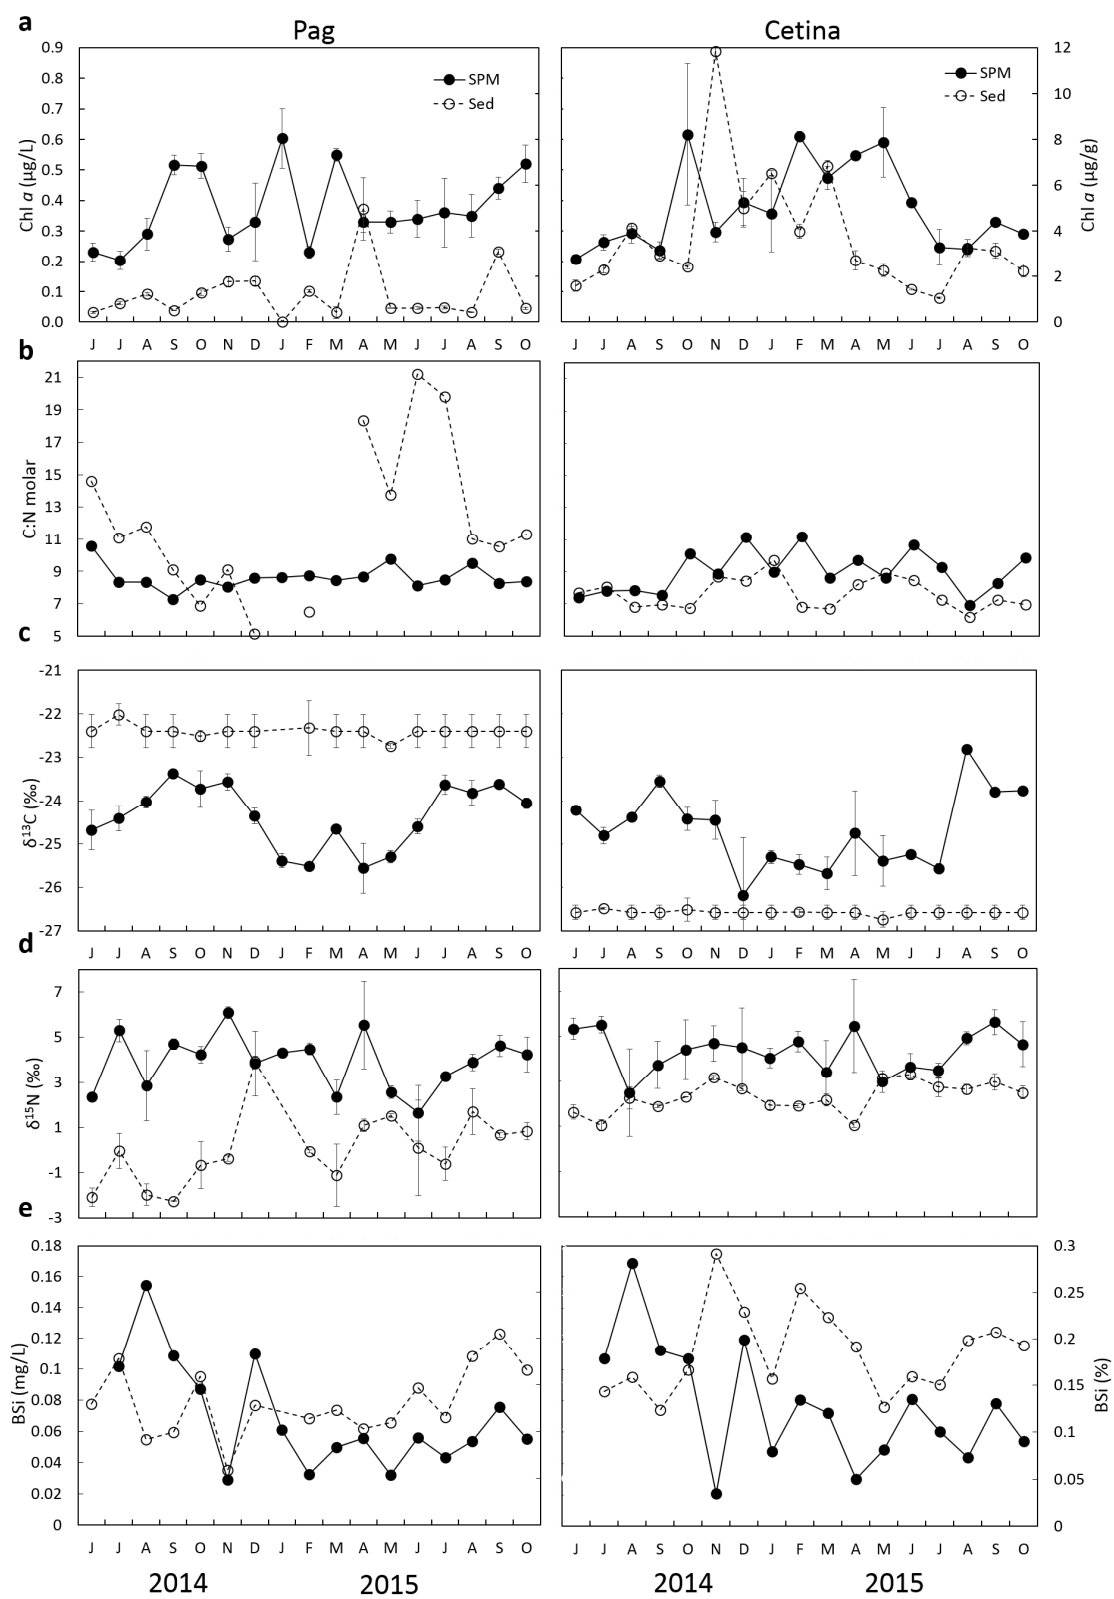 a
Pag Cetina
0.9 0.8 0.7 0.6 0.5 0.4 0.3 0.2 0.1 0.0
Chl a (µg/L)
SPM
Sed
SPM
Sed
12 10 8 6 4 2 0
Chl a (µg/g)
J J A S O N D J F M A M J J A S O
J J A S O N D J F M A M J J A S O
b
21 19 17 15 13 11 9 7 5
C:N molar
c
-21 -22 -23 -24 -25 -26 -27
δ13C (‰)
J J A S O N D J F M A M J J A S O
J J A S O N D J F M A M J J A S O
d
7 5 3 1 -1 -3
δ15N (‰)
e
0.18 0.16 0.14 0.12 0.1 0.08 0.06 0.04 0.02 0
BSi (mg/L)
0.3 0.25 0.2 0.15 0.1 0.05 0
BSi (%)
J J A S O N D J F M A M J J A S O
J J A S O N D J F M A M J J A S O
2014 2015 2014 2015